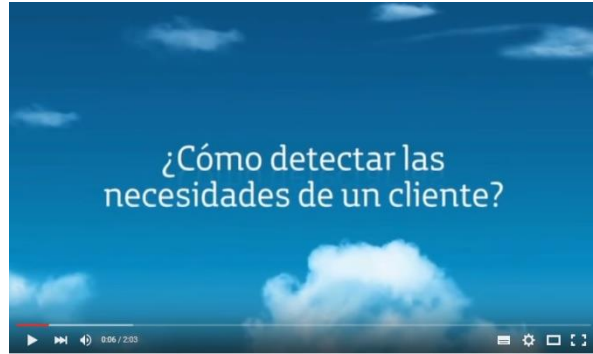 ¿Cómo detectar las
necesidades de un cliente?
0:06 / 2:03